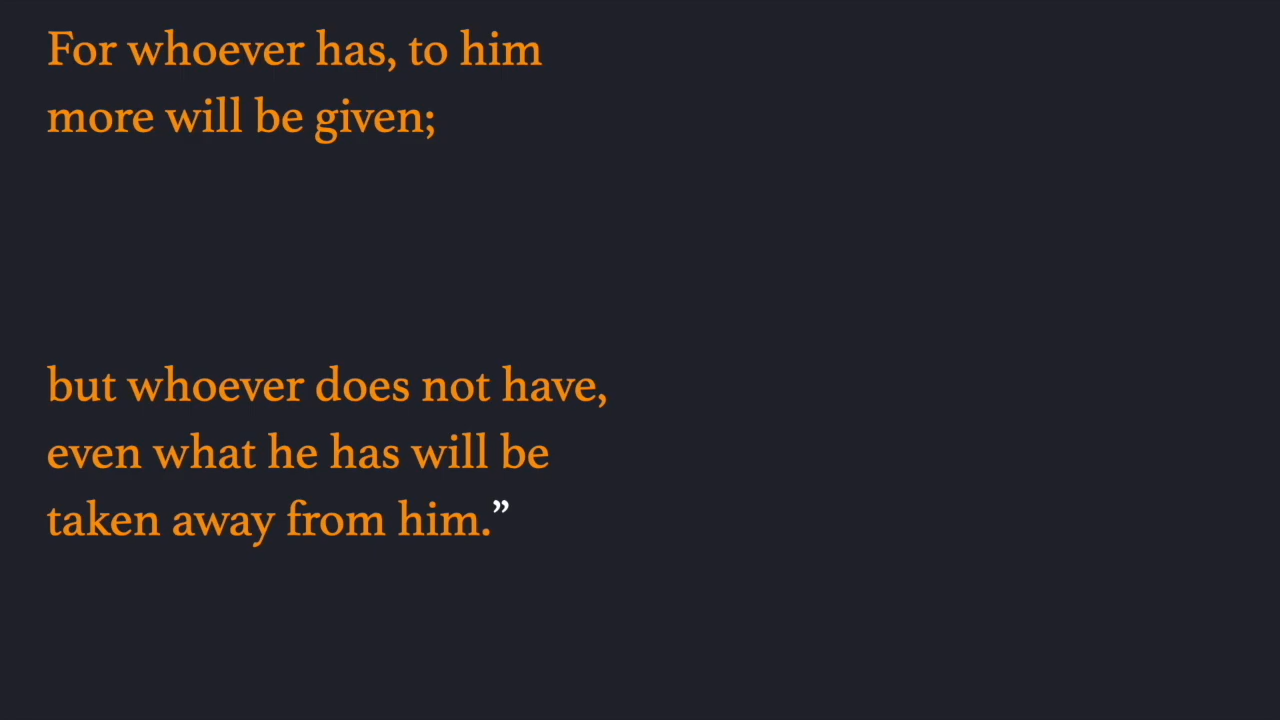 For whoever has, to him
more will be given;
but whoever does not have,
even what he has will be
taken away from him.”